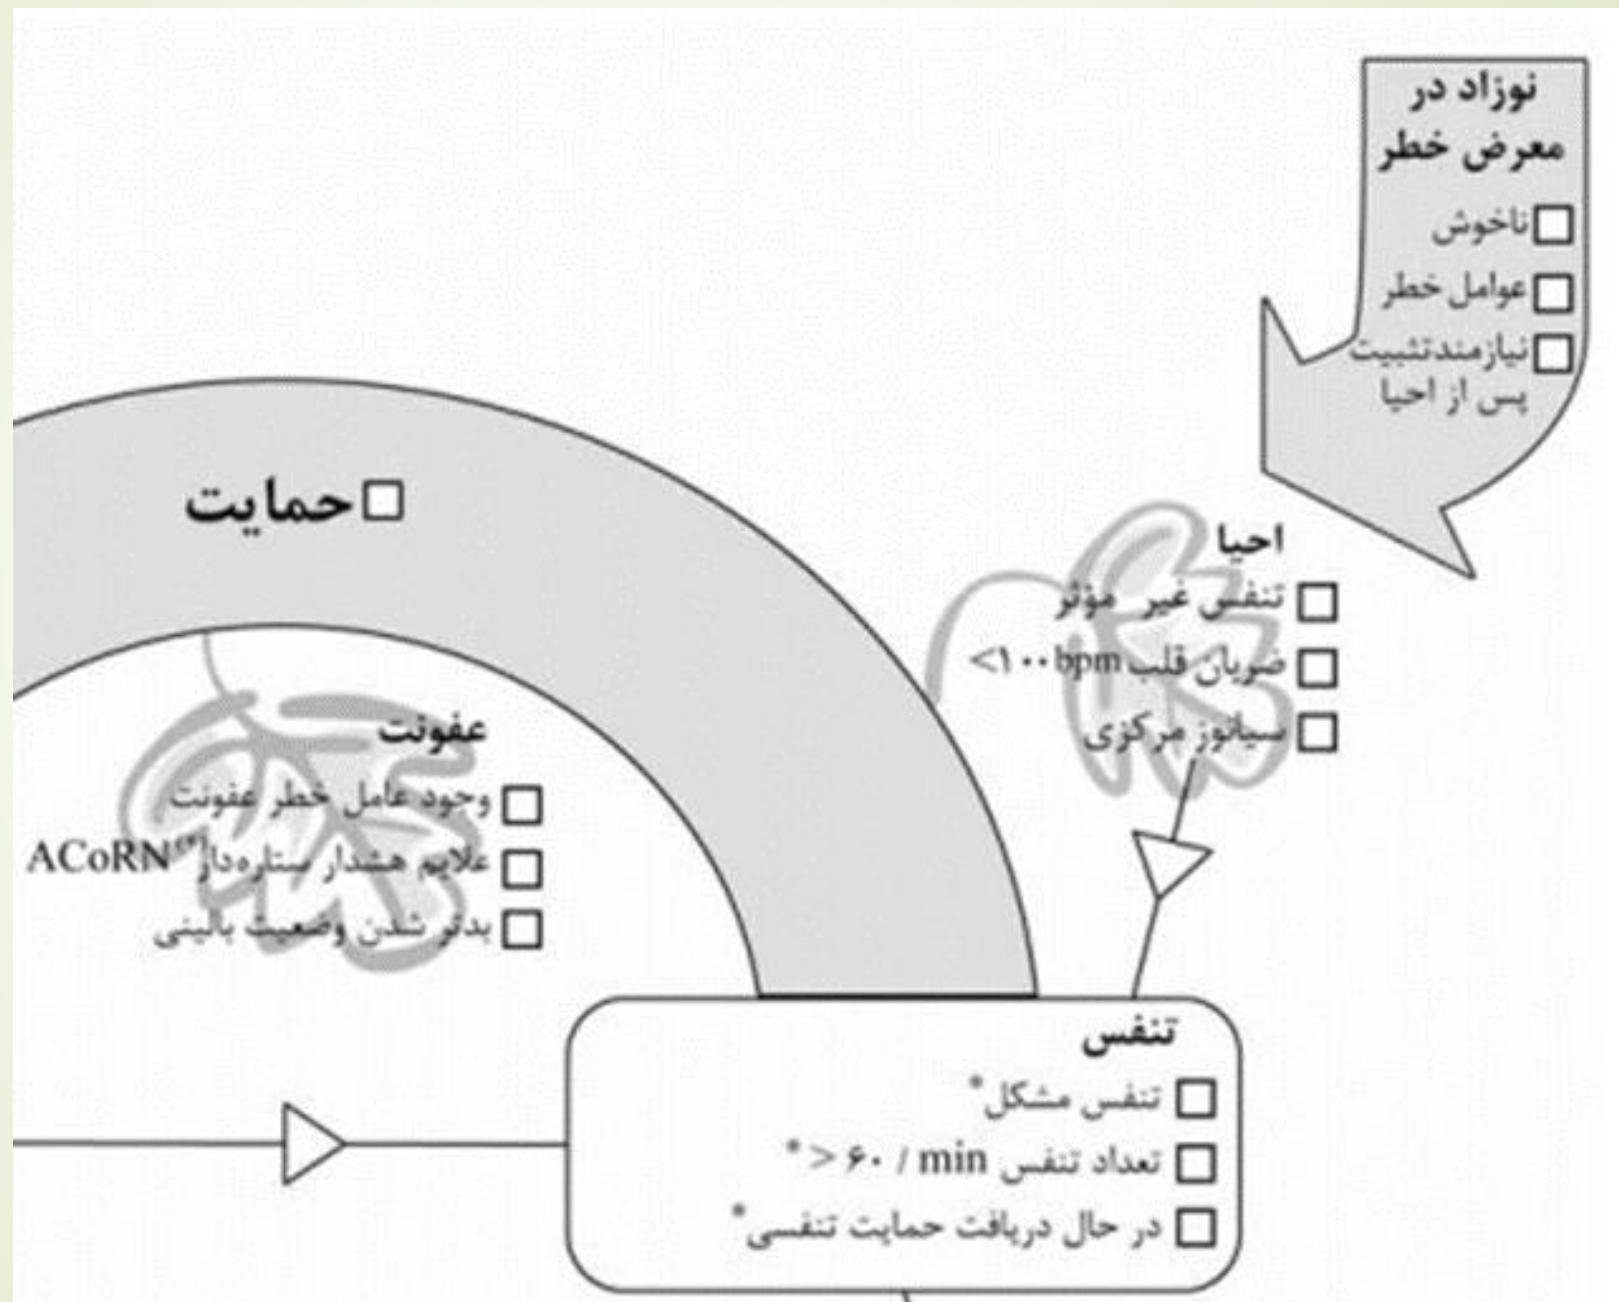 نوزاد در
معرض خطر
ناخوش
عوامل خطر
نیازمندتثبیت
پس از احیا
حمایت
احیا
تنفس غیر مؤثر
ضربان قلب <۱۰۰bpm
سیانوز مرکزی
عفونت
وجود عامل خطر عفونت
علایم هشدار ستاره‌دار(*) ACoRN
بدتر شدن وضعیت بالینی
تنفس
تنفس مشکل*
تعداد تنفس > ۶۰ / min*
در حال دریافت حمایت تنفسی*